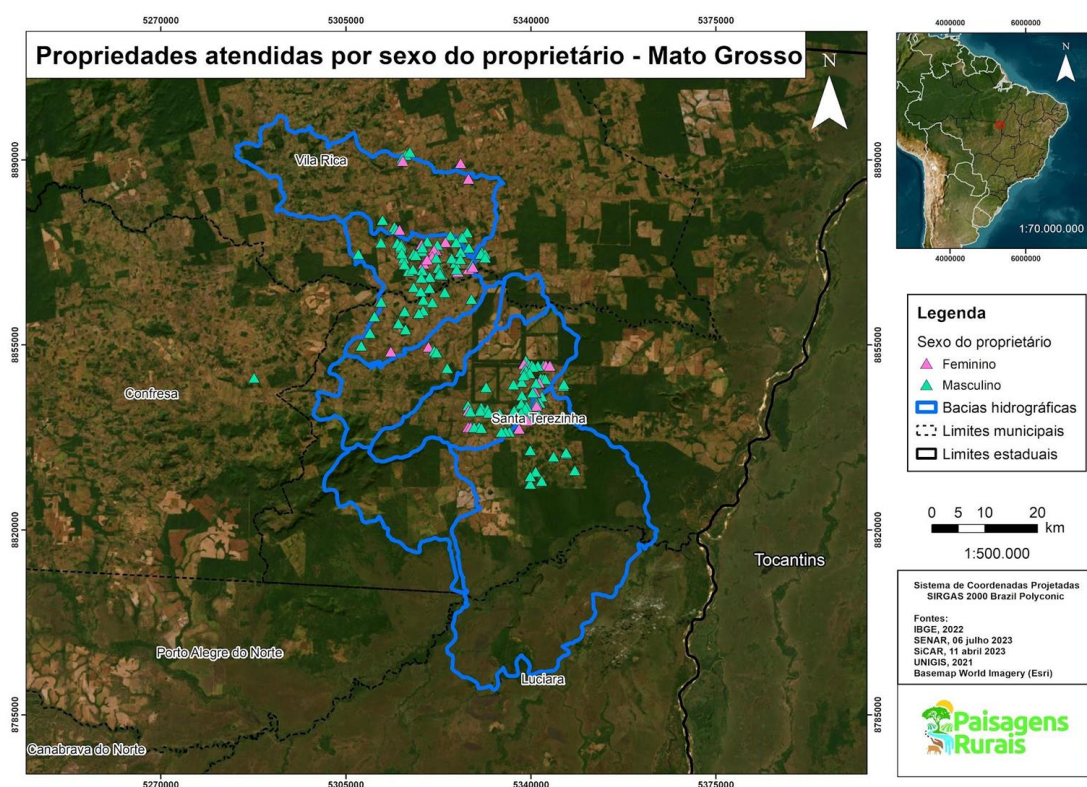 5270000
5305000
5340000
5375000
Propriedades atendidas por sexo do proprietário - Mato Grosso
N
8890000
8890000
Vila Rica
8855000
8855000
Confresa
Santa Terezinha
8820000
8820000
Tocantins
Porto Alegre do Norte
Luciara
8785000
8785000
Canabrava do Norte
5270000
5305000
5340000
5375000
4000000
6000000
N
1:70.000.000
4000000
6000000
Legenda
Sexo do proprietário
Feminino
Masculino
Bacias hidrográficas
Limites municipais
Limites estaduais
0 5 10 20
km
1:500.000
Sistema de Coordenadas Projetadas
SIRGAS 2000 Brazil Polyconic
Fontes:
IBGE, 2022
SENAR, 06 julho 2023
SiCAR, 11 abril 2023
UNIGIS, 2021
Basemap World Imagery (Esri)
Paisagens
Rurais